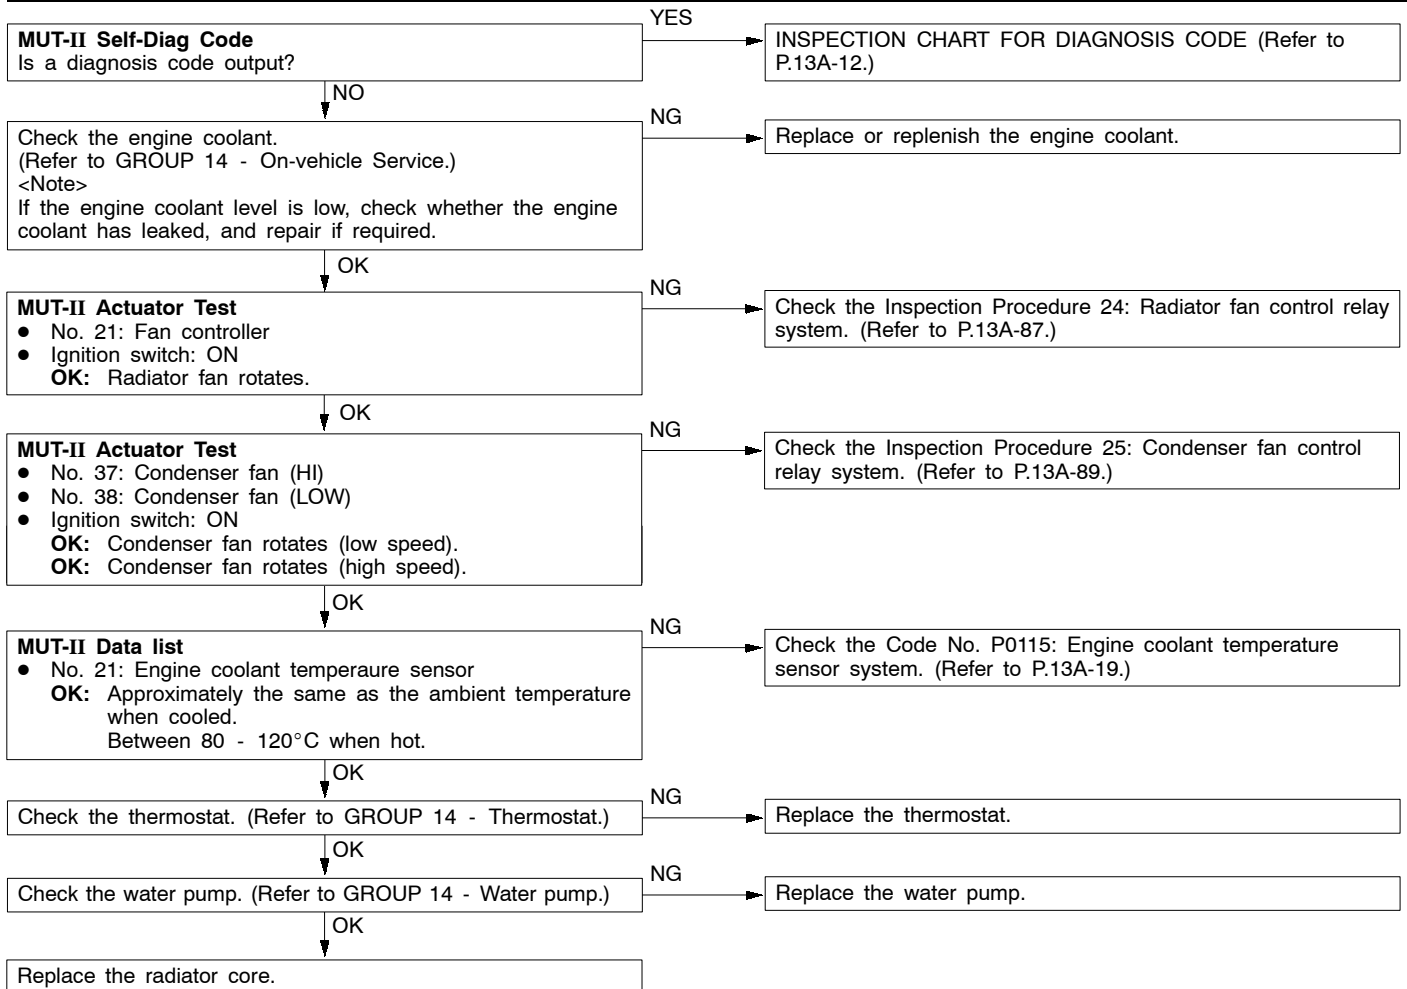 YES
MUT-II Self-Diag Code
Is a diagnosis code output?
INSPECTION CHART FOR DIAGNOSIS CODE (Refer to
P.13A-12.)
NO
NG
Check the engine coolant.
(Refer to GROUP 14 - On-vehicle Service.)
<Note>
If the engine coolant level is low, check whether the engine
coolant has leaked, and repair if required.
Replace or replenish the engine coolant.
OK
NG
MUT-II Actuator Test
● No. 21: Fan controller
● Ignition switch: ON
OK: Radiator fan rotates.
Check the Inspection Procedure 24: Radiator fan control relay
system. (Refer to P.13A-87.)
OK
NG
MUT-II Actuator Test
● No. 37: Condenser fan (HI)
● No. 38: Condenser fan (LOW)
● Ignition switch: ON
OK: Condenser fan rotates (low speed).
OK: Condenser fan rotates (high speed).
Check the Inspection Procedure 25: Condenser fan control
relay system. (Refer to P.13A-89.)
OK
NG
MUT-II Data list
● No. 21: Engine coolant temperaure sensor
OK: Approximately the same as the ambient temperature
when cooled.
Between 80 - 120°C when hot.
Check the Code No. P0115: Engine coolant temperature
sensor system. (Refer to P.13A-19.)
OK
NG
Check the thermostat. (Refer to GROUP 14 - Thermostat.)
Replace the thermostat.
OK
NG
Check the water pump. (Refer to GROUP 14 - Water pump.)
Replace the water pump.
OK
Replace the radiator core.